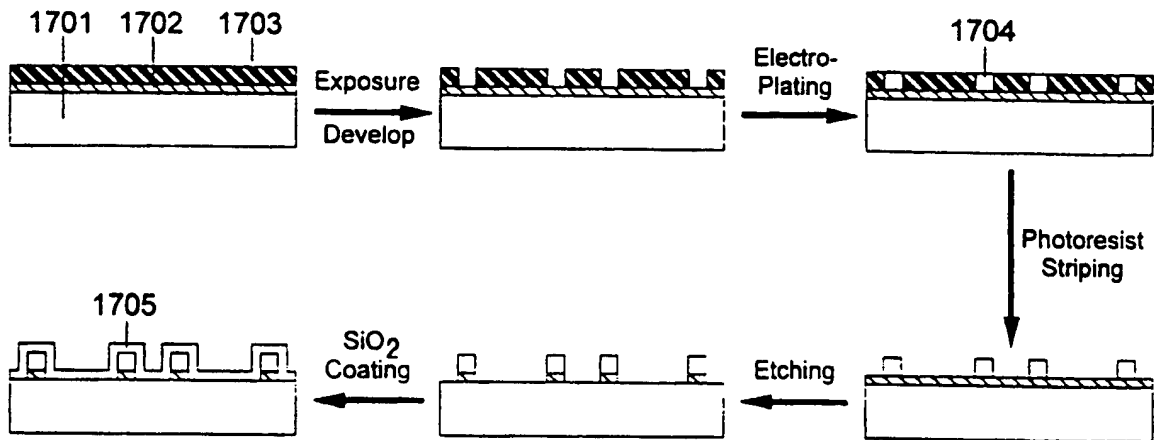 1701 1702 1703
Exposure
Develop
Electro-
Plating
1704
Photoresist
Striping
Etching
SiO2
Coating
1705